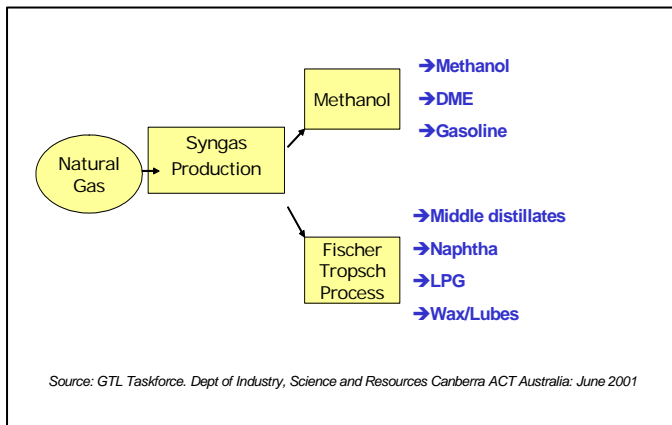 Natural
Gas
Syngas
Production
Methanol
➔Methanol
➔DME
➔Gasoline
Fischer
Tropsch
Process
➔Middle distillates
➔Naphtha
➔LPG
➔Wax/Lubes
Source: GTL Taskforce. Dept of Industry, Science and Resources Canberra ACT Australia: June 2001